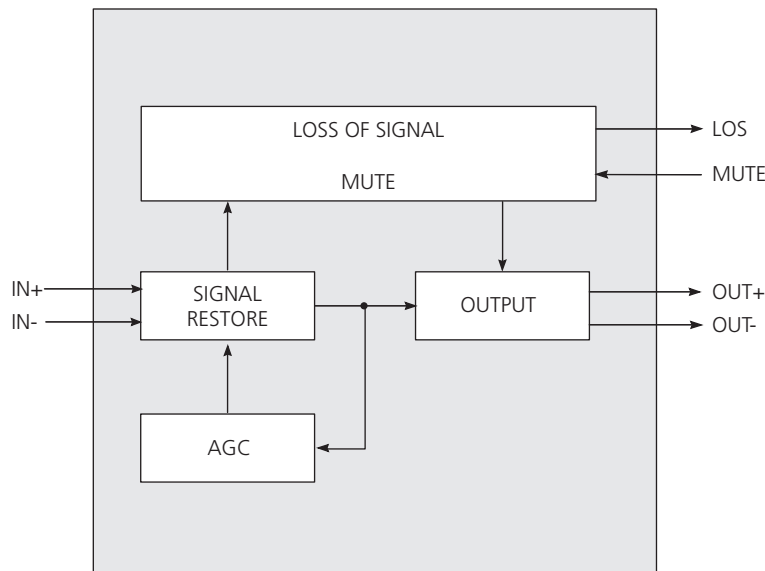 LOSS OF SIGNAL
LOS
MUTE
MUTE
IN+
IN-
SIGNAL
RESTORE
OUTPUT
OUT+
OUT-
AGC